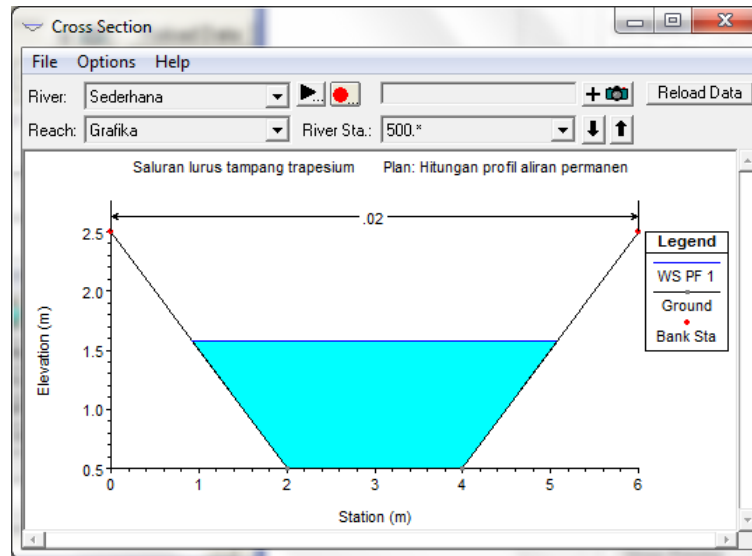 Cross Section
File Options Help
River: Sederhana
Reload Data
Reach: Grafika River Sta.: 500.*
Saluran lurus tampang trapesium Plan: Hitungan profil aliran permanen
.02
2.5
2.0
1.5
1.0
0.5
Elevation (m)
0 1 2 3 4 5 6
Station (m)
Legend
WS PF 1
Ground
Bank Sta